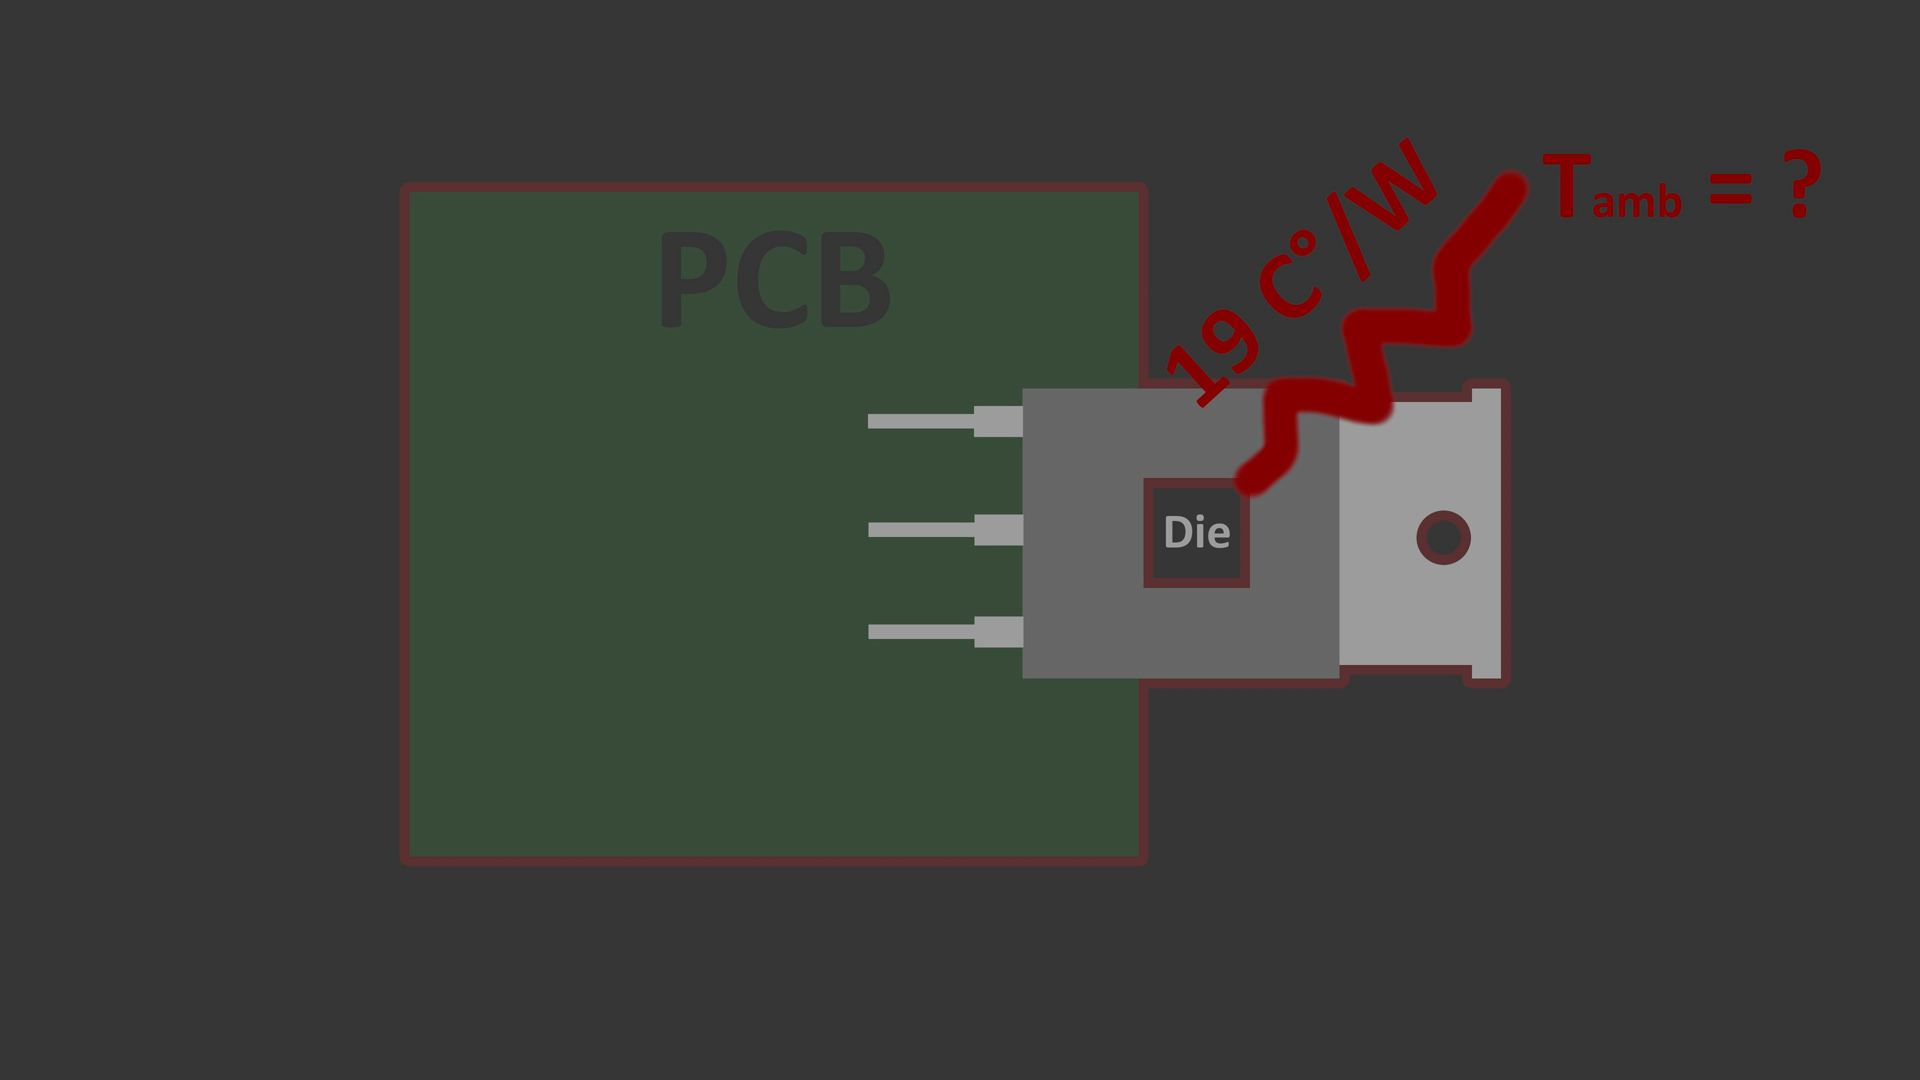 PCB
19 C°/W
Tamb = ?
Die